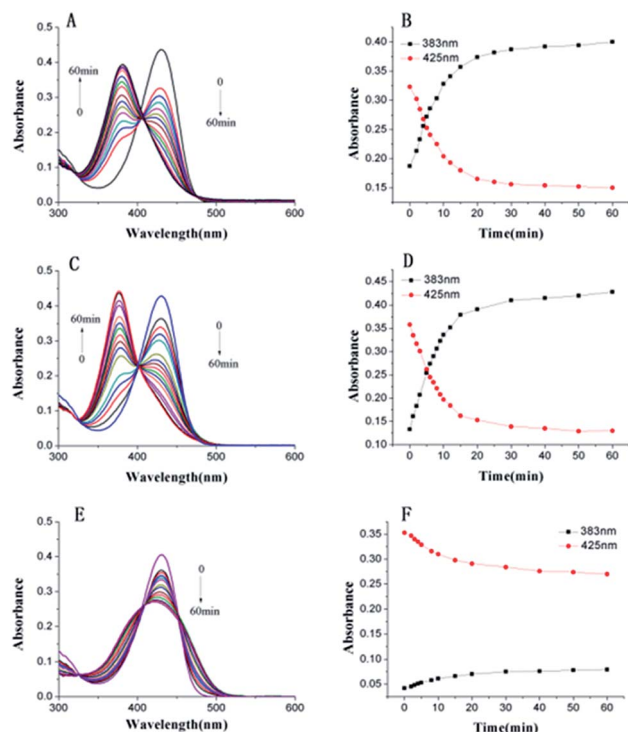 A
0.5
0.4
0.3
0.2
0.1
0.0
Absorbance
60min
0
0
60min
300
400
500
600
Wavelength(nm)
B
0.40
0.35
0.30
0.25
0.20
0.15
Absorbance
383nm
425nm
0
10
20
30
40
50
60
Time(min)
C
0.5
0.4
0.3
0.2
0.1
0.0
Absorbance
60min
0
0
60min
300
400
500
600
Wavelength(nm)
D
0.45
0.40
0.35
0.30
0.25
0.20
0.15
0.10
Absorbance
383nm
425nm
0
10
20
30
40
50
60
Time(min)
E
0.5
0.4
0.3
0.2
0.1
0.0
Absorbance
0
60min
300
400
500
600
Wavelength(nm)
F
0.35
0.30
0.25
0.20
0.15
0.10
0.05
Absorbance
383nm
425nm
0
10
20
30
40
50
60
Time(min)